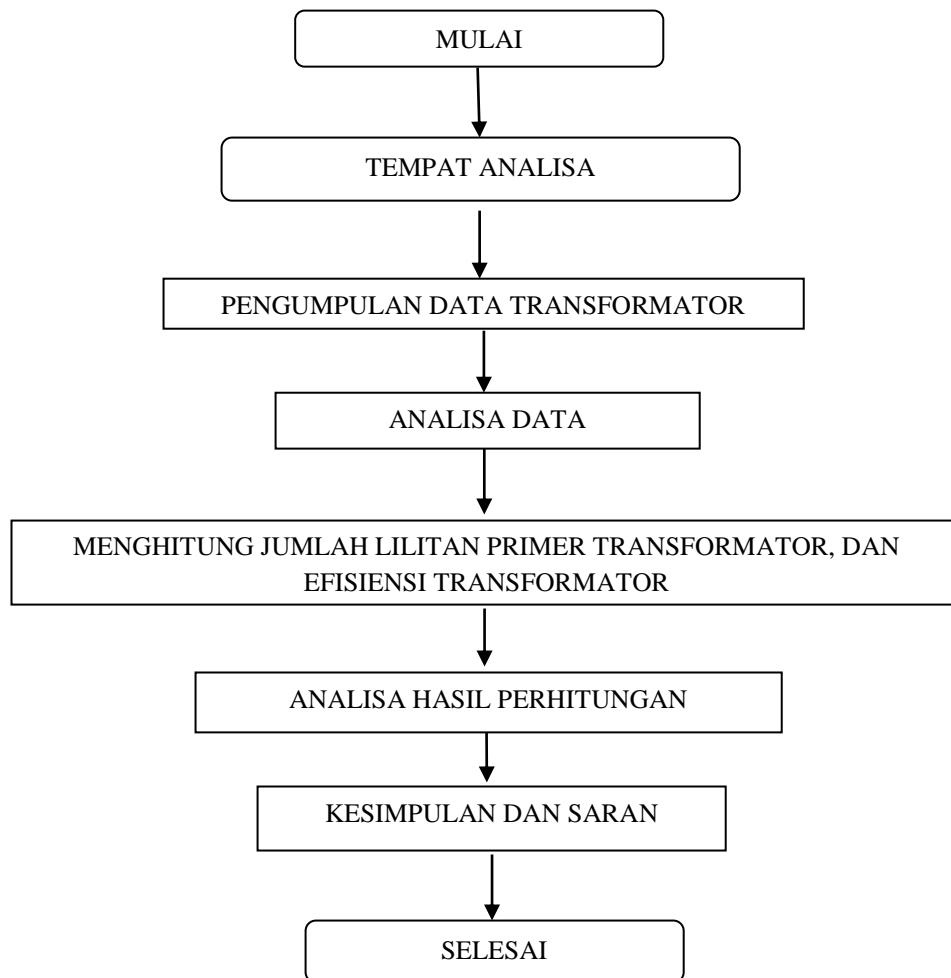 MULAI
TEMPAT ANALISA
PENGUMPULAN DATA TRANSFORMATOR
ANALISA DATA
MENGHITUNG JUMLAH LILITAN PRIMER TRANSFORMATOR, DAN
EFISIENSI TRANSFORMATOR
ANALISA HASIL PERHITUNGAN
KESIMPULAN DAN SARAN
SELESAI